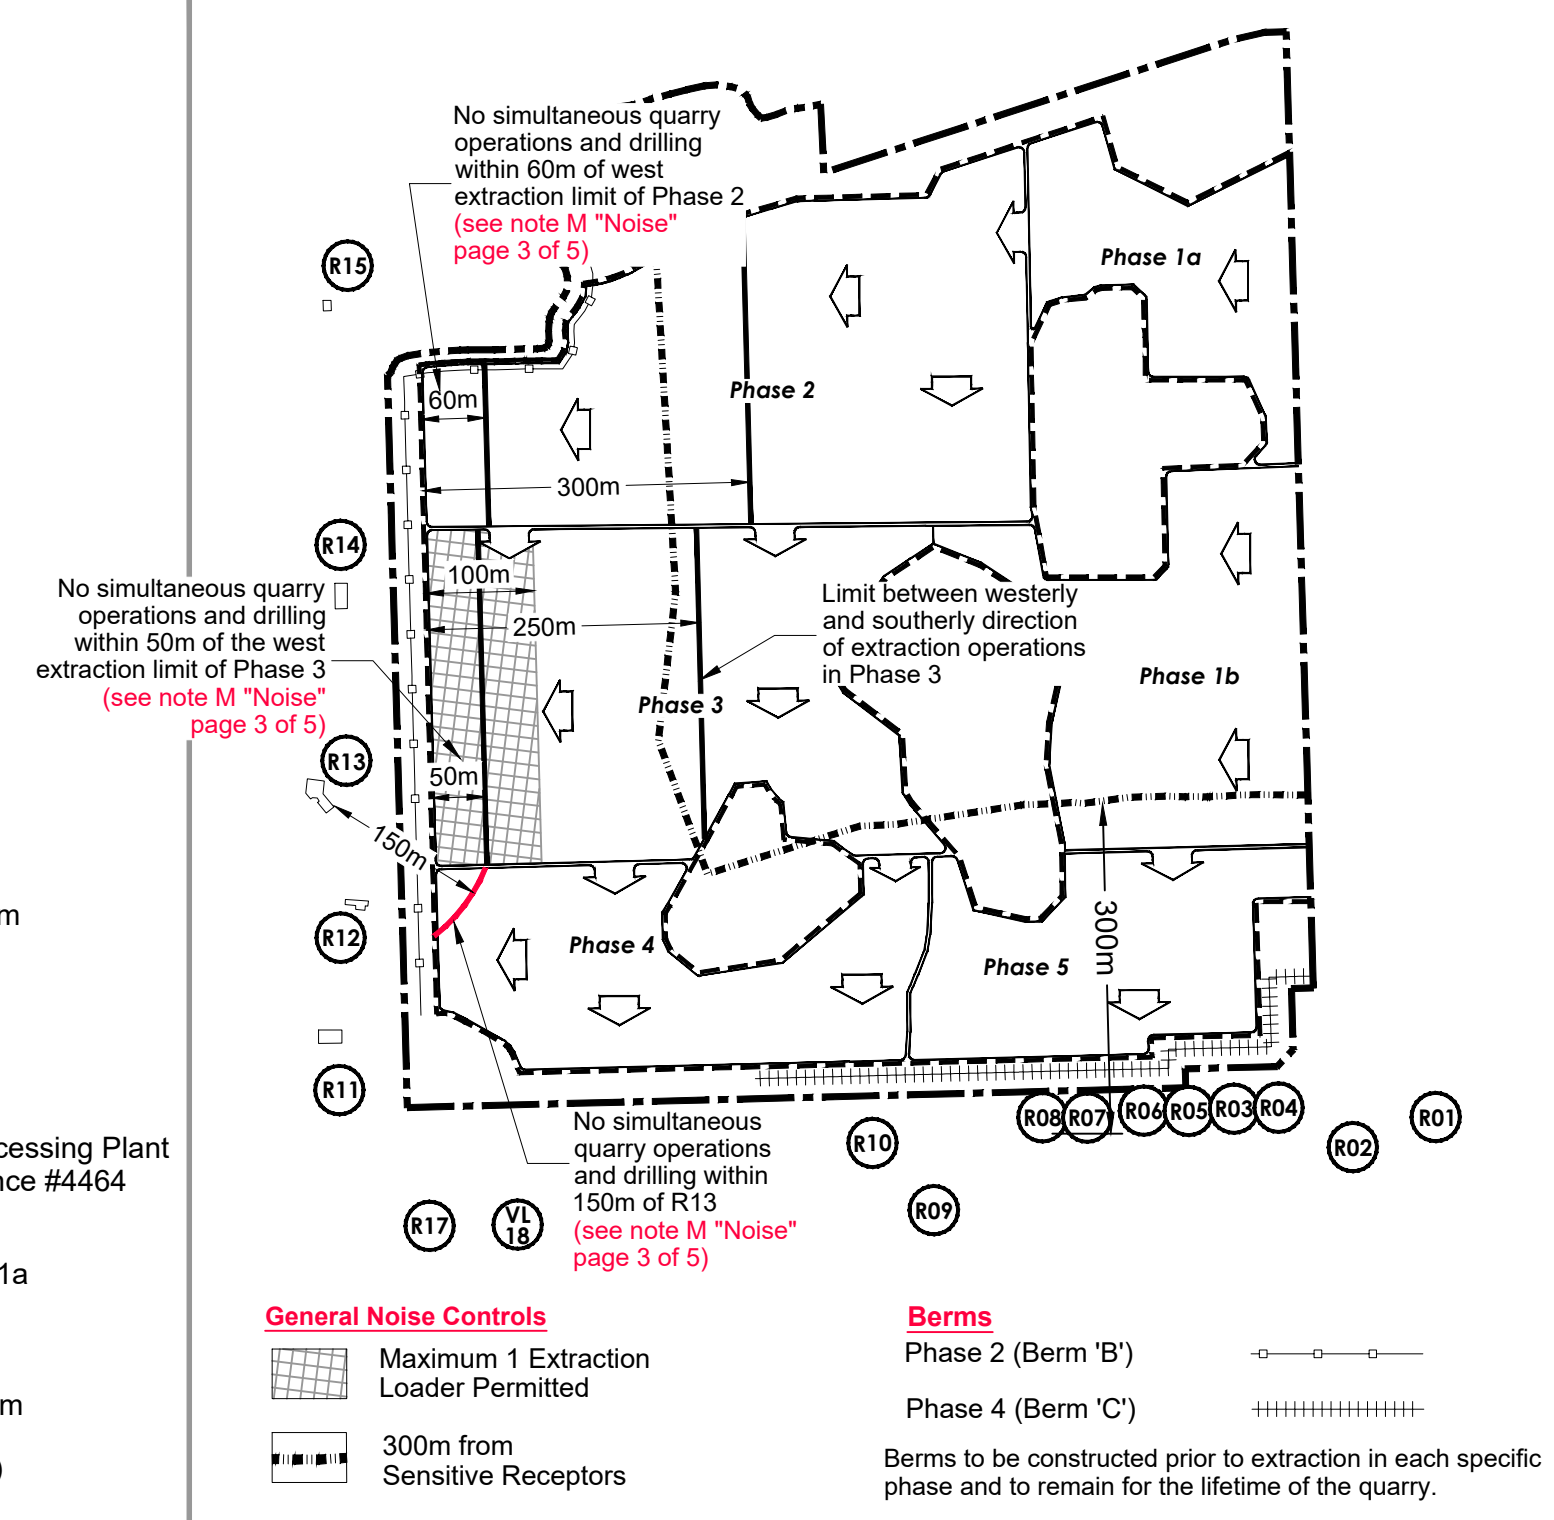 No simultaneous quarry
operations and drilling
within 60m of west
extraction limit of Phase 2
(see note M "Noise"
page 3 of 5)
R15
Phase 1a
Phase 2
60m
300m
R14
100m
250m
No simultaneous quarry
operations and drilling
within 50m of the west
extraction limit of Phase 3
(see note M "Noise"
page 3 of 5)
Limit between westerly
and southerly direction
of extraction operations
in Phase 3
Phase 1b
Phase 3
R13
50m
150m
m
R12
Phase 4
Phase 5
300m
R11
R08
R07
R06
R05
R03
R04
R01
R02
R10
R09
No simultaneous
quarry operations
and drilling within
150m of R13
(see note M "Noise"
page 3 of 5)
cessing Plant
nce #4464
R17
VL
18
1a
General Noise Controls
Maximum 1 Extraction
Loader Permitted
300m from
Sensitive Receptors
m
)
Berms
Phase 2 (Berm 'B')
Phase 4 (Berm 'C')
Berms to be constructed prior to extraction in each specific
phase and to remain for the lifetime of the quarry.